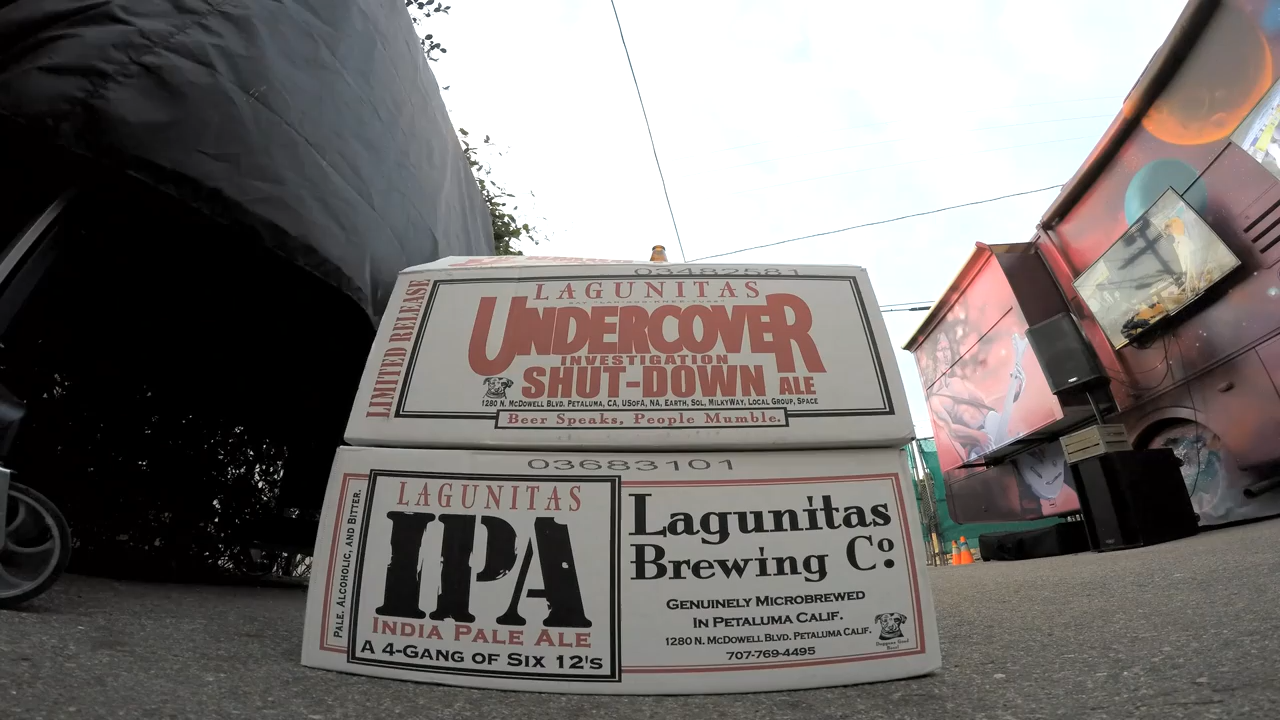 03482581
LIMITED RELEASE
LAGUNITAS
UNDERCOVER
INVESTIGATION
SHUT-DOWN ALE
1280 N. McDowell Blvd. Petaluma, CA, USofA, NA, Earth, Sol, MilkyWay, Local Group, Space
Beer Speaks, People Mumble.
03683101
PALE, ALCOHOLIC, AND BITTER.
LAGUNITAS
IPA
INDIA PALE ALE
A 4-GANG OF SIX 12'S
Lagunitas
Brewing Co
GENUINELY MICROBREWED
IN PETALUMA CALIF.
1280 N. McDowell Blvd. Petaluma Calif.
707-769-4495